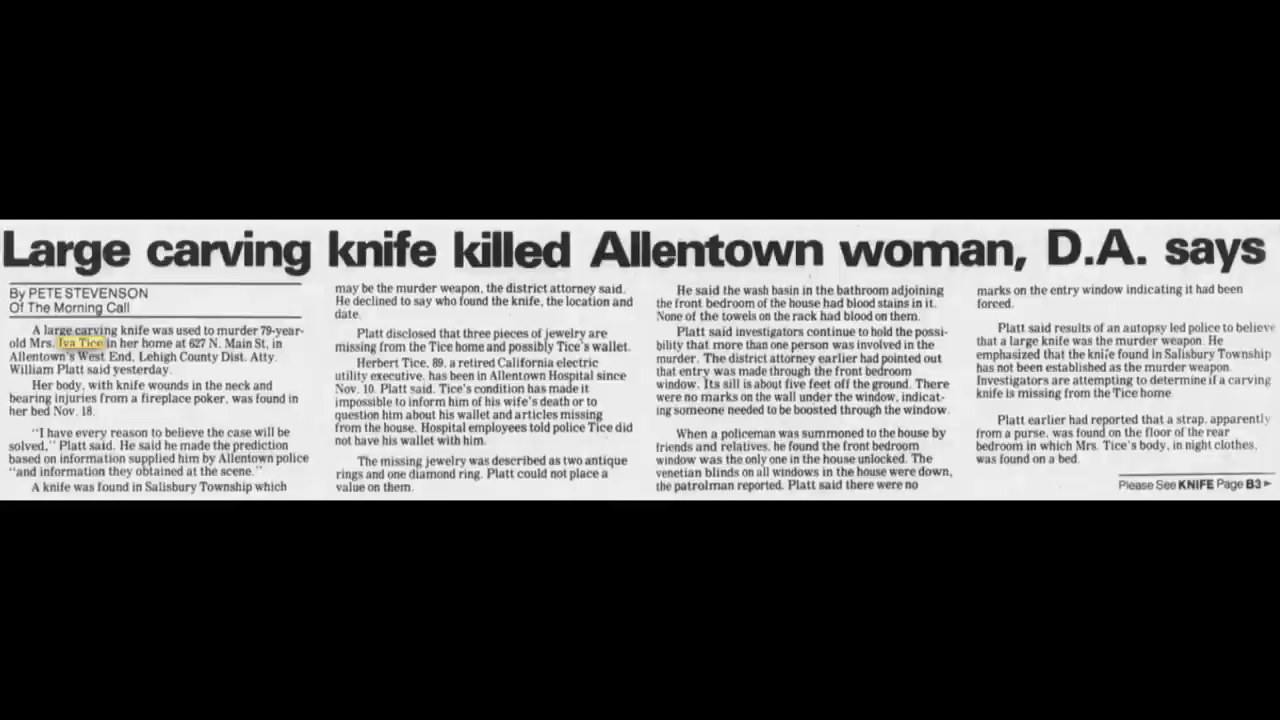 Large carving knife killed Allentown woman, D.A. says
By PETE STEVENSON
Of The Morning Call
A large carving knife was used to murder 79-year-
old Mrs. Iva Tice in her home at 627 N. Main St, in
Allentown's West End, Lehigh County Dist. Atty.
William Platt said yesterday.
Her body, with knife wounds in the neck and
bearing injuries from a fireplace poker, was found in
her bed Nov. 18.
"I have every reason to believe the case will be
solved," Platt said. He said he made the prediction
based on information supplied him by Allentown police
"and information they obtained at the scene."
A knife was found in Salisbury Township which
may be the murder weapon, the district attorney said.
He declined to say who found the knife, the location and
date.
Platt disclosed that three pieces of jewelry are
missing from the Tice home and possibly Tice's wallet.
Herbert Tice, 89, a retired California electric
utility executive, has been in Allentown Hospital since
Nov. 10, Platt said. Tice's condition has made it
impossible to inform him of his wife's death or to
question him about his wallet and articles missing
from the house. Hospital employees told police Tice did
not have his wallet with him.
The missing jewelry was described as two antique
rings and one diamond ring. Platt could not place a
value on them.
He said the wash basin in the bathroom adjoining
the front bedroom of the house had blood stains in it.
None of the towels on the rack had blood on them.
Platt said investigators continue to hold the possi-
bility that more than one person was involved in the
murder. The district attorney earlier had pointed out
that entry was made through the front bedroom
window. Its sill is about five feet off the ground. There
were no marks on the wall under the window, indicat-
ing someone needed to be boosted through the window.
When a policeman was summoned to the house by
friends and relatives, he found the front bedroom
window was the only one in the house unlocked. The
venetian blinds on all windows in the house were down,
the patrolman reported. Platt said there were no
marks on the entry window indicating it had been
forced.
Platt said results of an autopsy led police to believe
that a large knife was the murder weapon. He
emphasized that the knife found in Salisbury Township
has not been established as the murder weapon.
Investigators are attempting to determine if a carving
knife is missing from the Tice home.
Platt earlier had reported that a strap, apparently
from a purse, was found on the floor of the rear
bedroom in which Mrs. Tice's body, in night clothes,
was found on a bed.
Please See KNIFE Page B3►